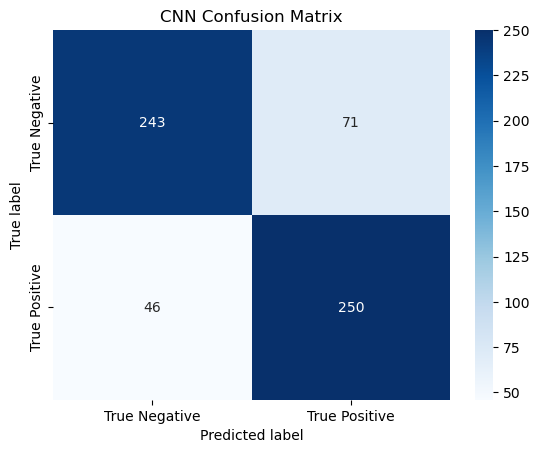 CNN Confusion Matrix
True label
True Negative
True Positive
243 71
46 250
True Negative True Positive
Predicted label
250
225
200
175
150
125
100
75
50